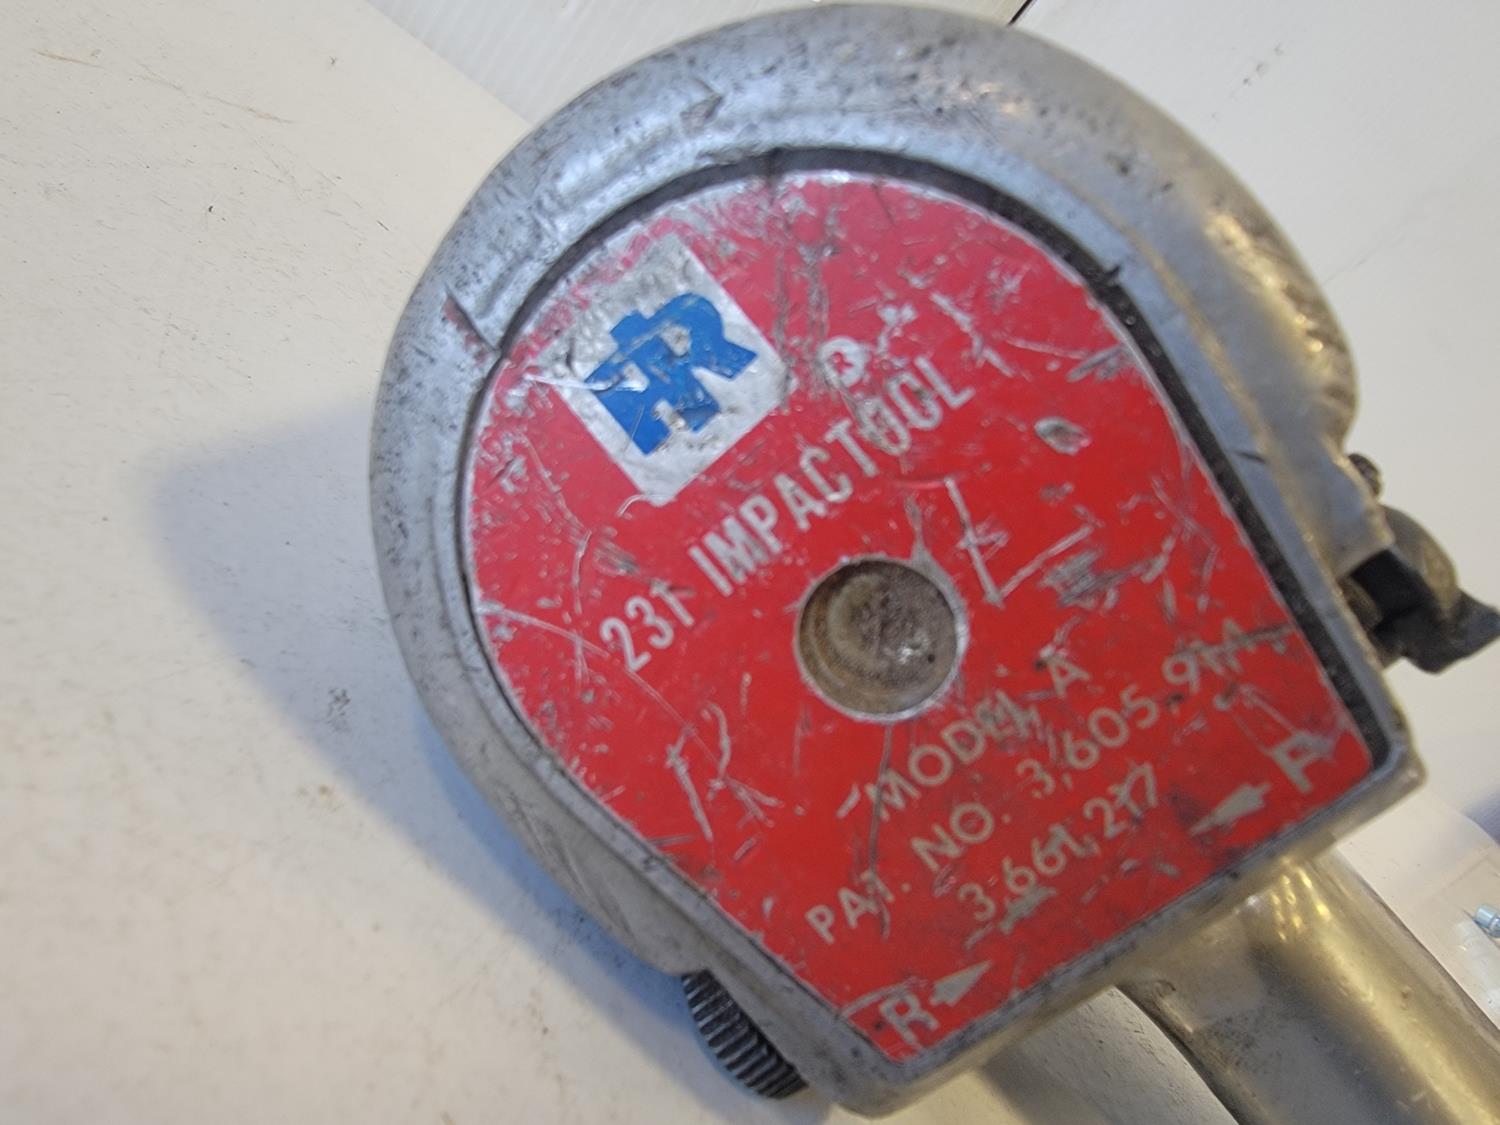 IR
®
231 IMPACTOOL
MODEL A
PAT. NO. 3,605,914
3,661,217
R F